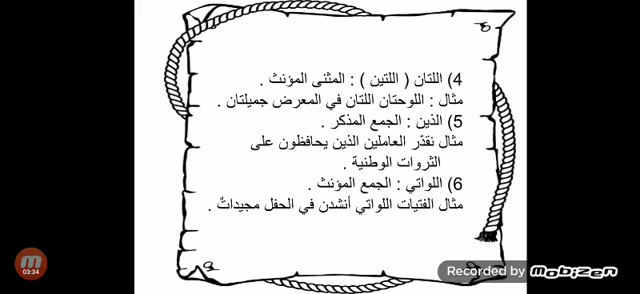 4) اللتان ( اللتين ) : المثنى المؤنث .
مثال : اللوحتان اللتان في المعرض جميلتان .
5) الذين : الجمع المذكر .
مثال نقدّر العاملين الذين يحافظون على
الثروات الوطنية .
6) اللواتي : الجمع المؤنث .
مثال الفتيات اللواتي أنشدن في الحفل مجيداتٌ .
03:34
Recorded by mobizen